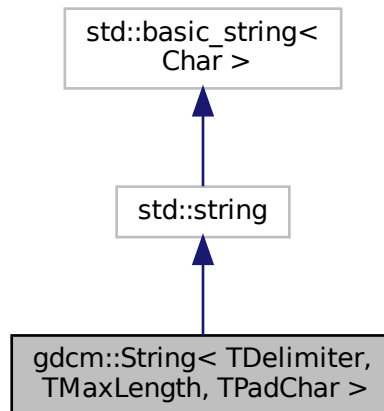 std::basic_string<
Char >
std::string
gdcm::String< TDelimiter,
TMaxLength, TPadChar >